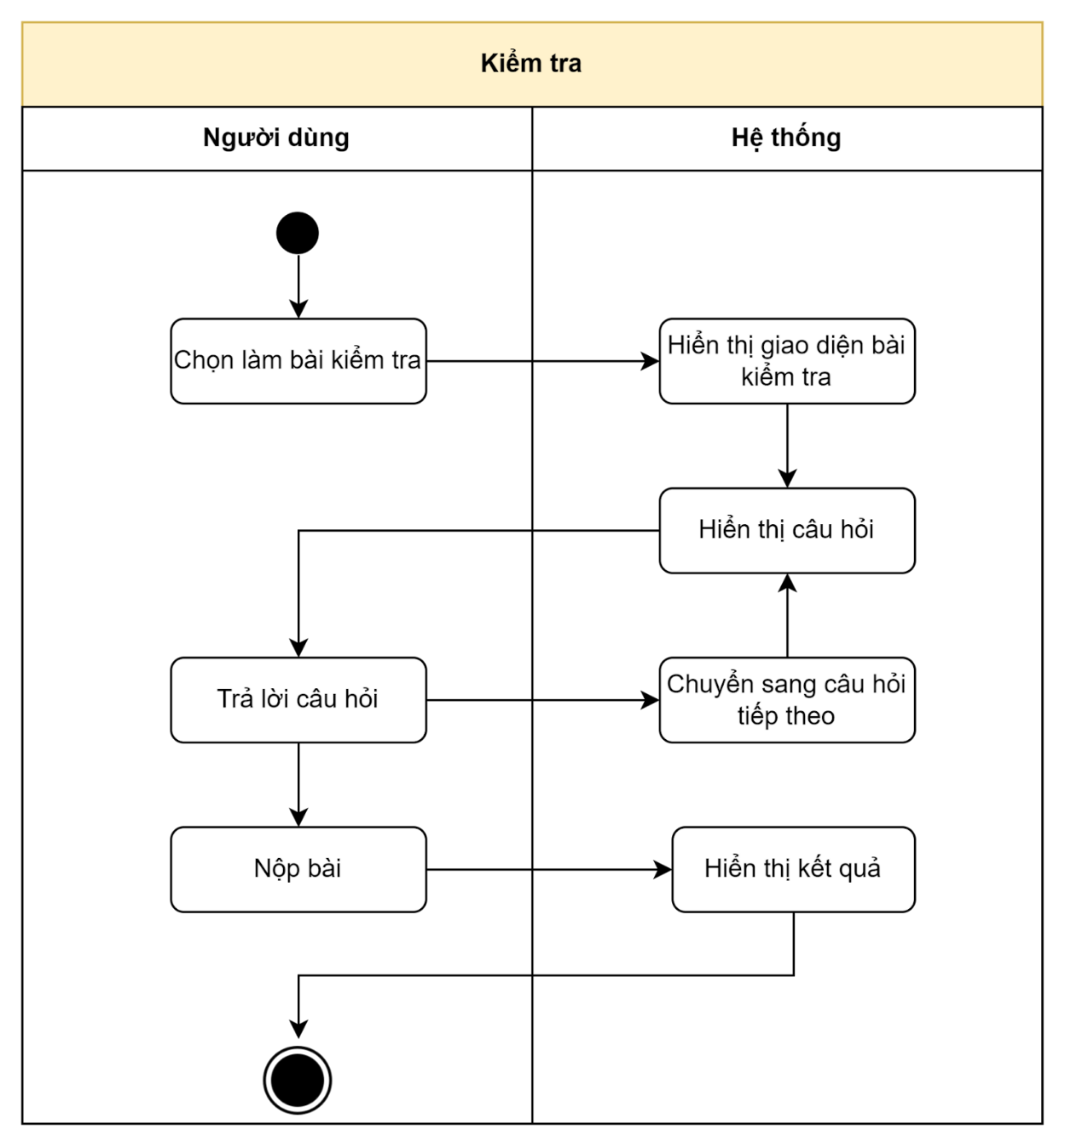 Kiểm tra
Người dùng
Hệ thống
Chọn làm bài kiểm tra
Hiển thị giao diện bài
kiểm tra
Hiển thị câu hỏi
Trả lời câu hỏi
Chuyển sang câu hỏi
tiếp theo
Nộp bài
Hiển thị kết quả